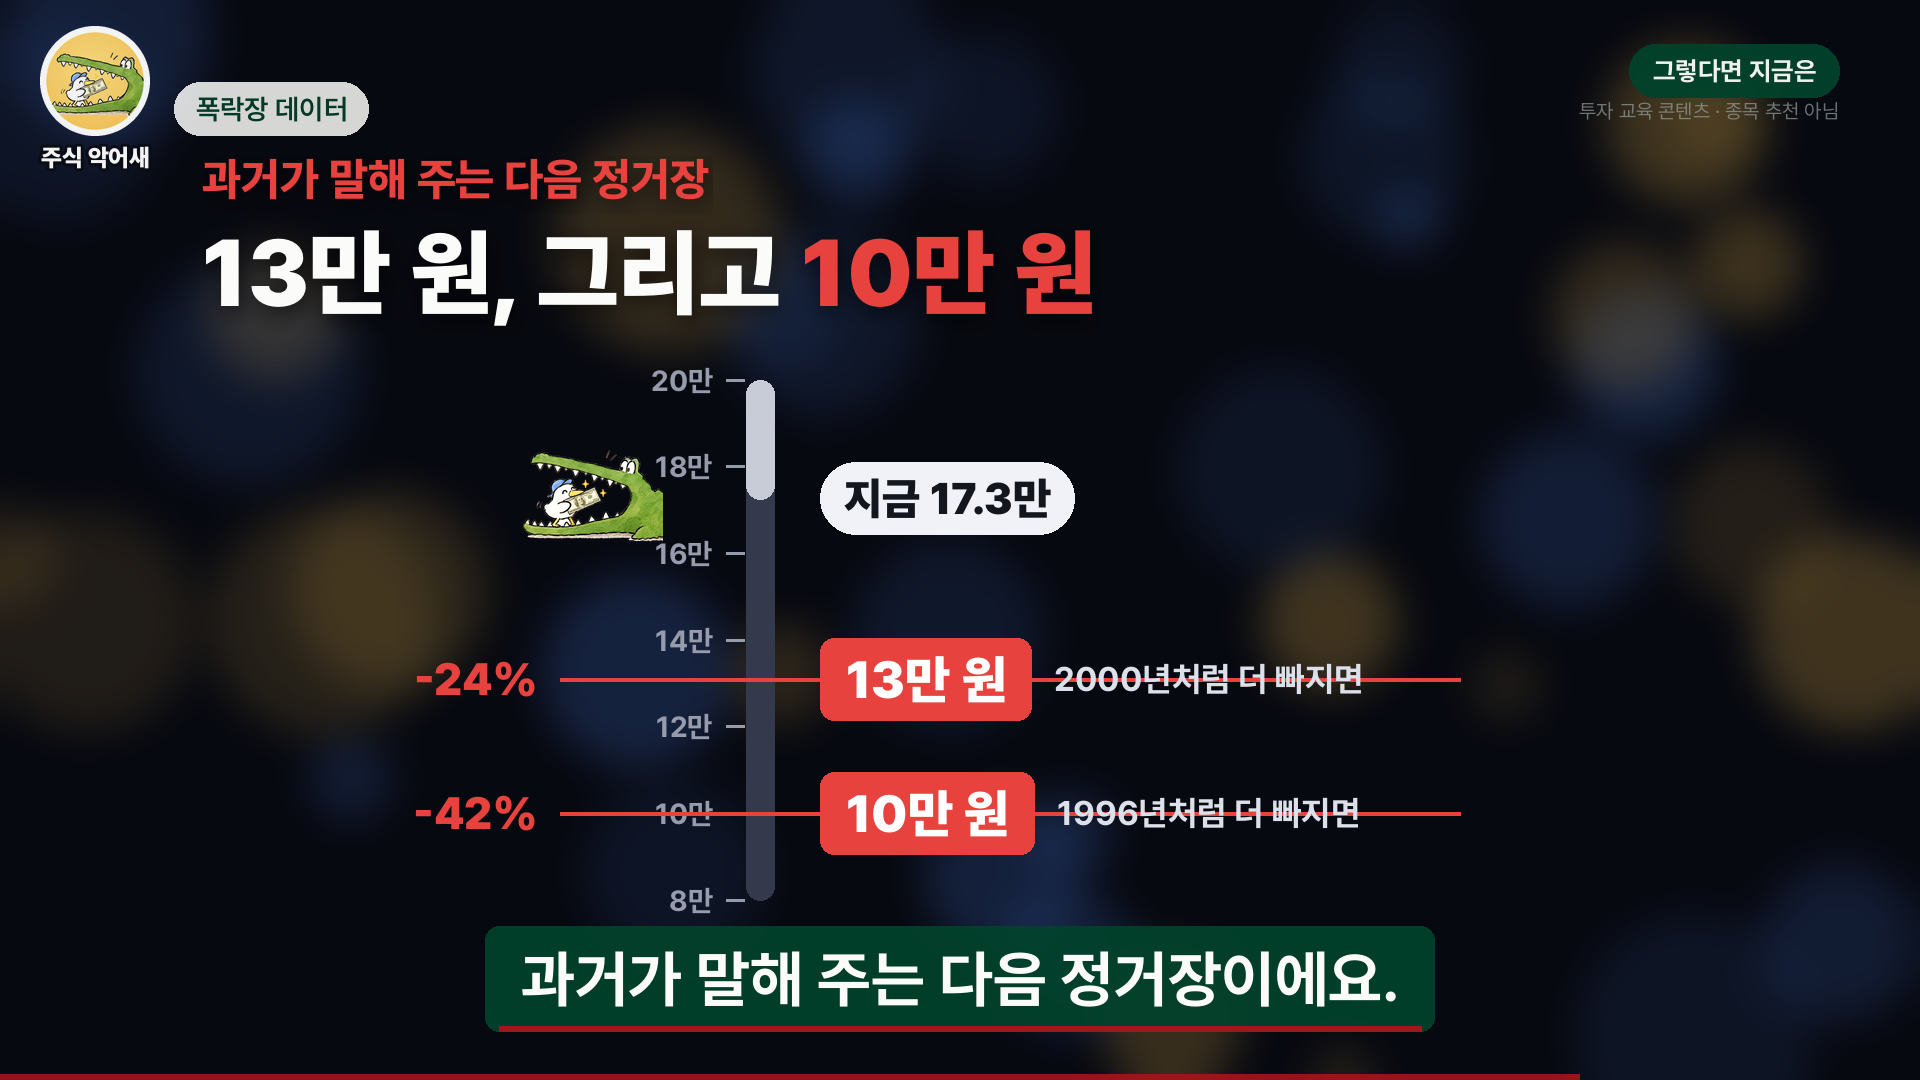 주식 악어새
폭락장 데이터
그렇다면 지금은
투자 교육 콘텐츠 · 종목 추천 아님
과거가 말해 주는 다음 정거장
13만 원, 그리고 10만 원
20만
18만
지금 17.3만
16만
14만
-24% 13만 원 2000년처럼 더 빠지면
12만
-42% 10만 10만 원 1996년처럼 더 빠지면
8만
과거가 말해 주는 다음 정거장이에요.